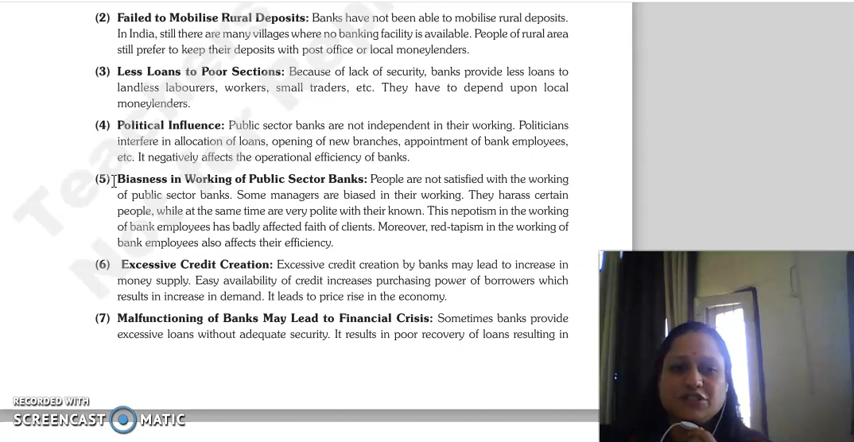 (2) Failed to Mobilise Rural Deposits: Banks have not been able to mobilise rural deposits.
In India, still there are many villages where no banking facility is available. People of rural area
still prefer to keep their deposits with post office or local moneylenders.
(3) Less Loans to Poor Sections: Because of lack of security, banks provide less loans to
landless labourers, workers, small traders, etc. They have to depend upon local
moneylenders.
(4) Political Influence: Public sector banks are not independent in their working. Politicians
interfere in allocation of loans, opening of new branches, appointment of bank employees,
etc. It negatively affects the operational efficiency of banks.
(5) Biasness in Working of Public Sector Banks: People are not satisfied with the working
of public sector banks. Some managers are biased in their working. They harass certain
people, while at the same time are very polite with their known. This nepotism in the working
of bank employees has badly affected faith of clients. Moreover, red-tapism in the working of
bank employees also affects their efficiency.
(6) Excessive Credit Creation: Excessive credit creation by banks may lead to increase in
money supply. Easy availability of credit increases purchasing power of borrowers which
results in increase in demand. It leads to price rise in the economy.
(7) Malfunctioning of Banks May Lead to Financial Crisis: Sometimes banks provide
excessive loans without adequate security. It results in poor recovery of loans resulting in
RECORDED WITH
SCREENCAST MATIC